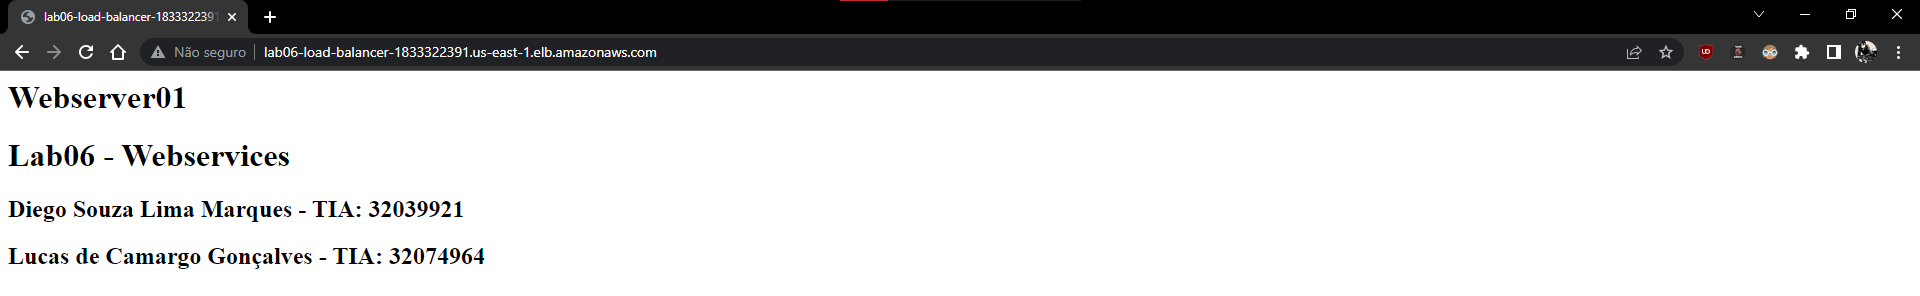 lab06-load-balancer-1833322391
Não seguro
lab06-load-balancer-1833322391.us-east-1.elb.amazonaws.com
Webserver01
Lab06 - Webservices
Diego Souza Lima Marques - TIA: 32039921
Lucas de Camargo Gonçalves - TIA: 32074964